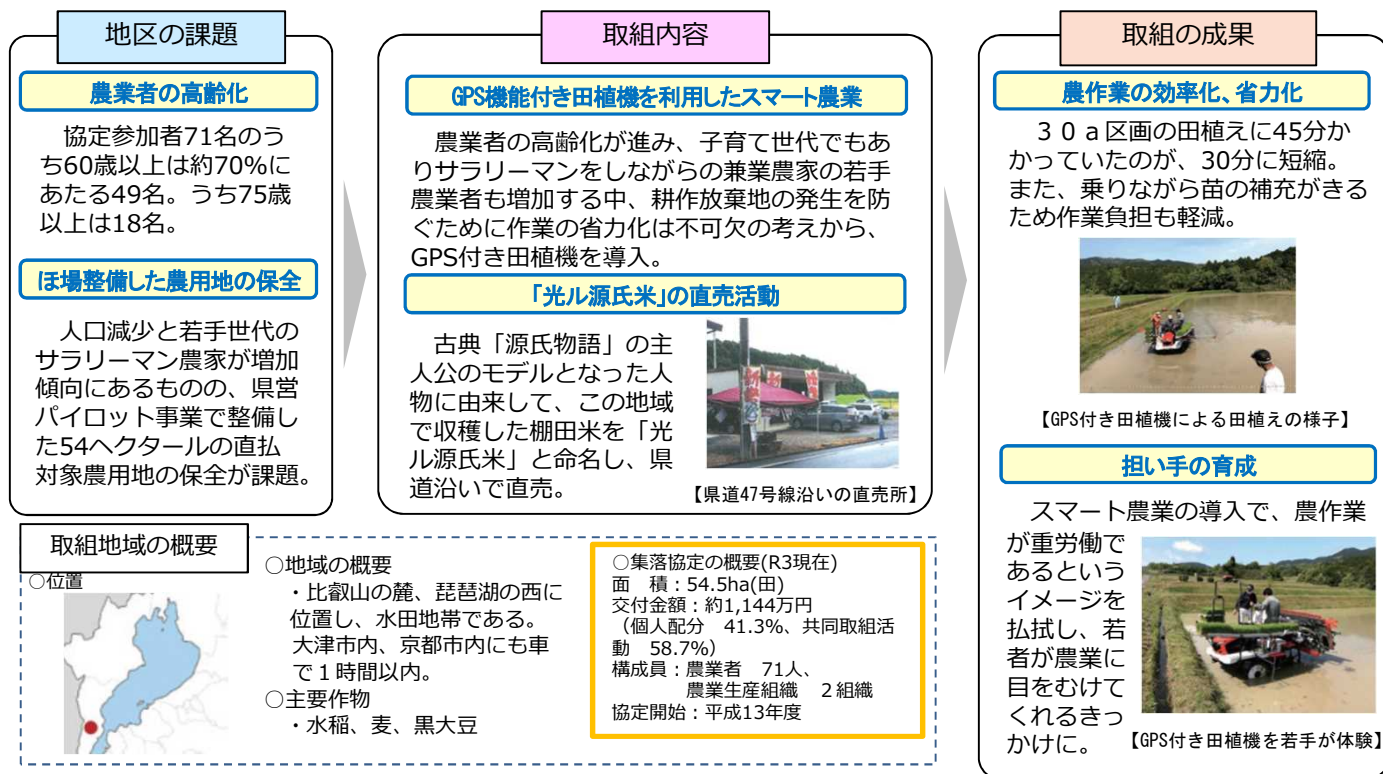 地区の課題
農業者の高齢化
協定参加者71名のう
ち60歳以上は約70%に
あたる49名。うち75歳
以上は18名。
ほ場整備した農用地の保全
人口減少と若手世代の
サラリーマン農家が増加
傾向にあるものの、県営
パイロット事業で整備し
た54ヘクタールの直払
対象農用地の保全が課題。
取組内容
GPS機能付き田植機を利用したスマート農業
農業者の高齢化が進み、子育て世代でもあ
りサラリーマンをしながらの兼業農家の若手
農業者も増加する中、耕作放棄地の発生を防
ぐために作業の省力化は不可欠の考えから、
GPS付き田植機を導入。
「光ル源氏米」の直売活動
古典「源氏物語」の主
人公のモデルとなった人
物に由来して、この地域
で収穫した棚田米を「光
ル源氏米」と命名し、県
道沿いで直売。
【県道47号線沿いの直売所】
取組の成果
農作業の効率化、省力化
３０ａ区画の田植えに45分か
かっていたのが、30分に短縮。
また、乗りながら苗の補充がきる
ため作業負担も軽減。
【GPS付き田植機による田植えの様子】
担い手の育成
スマート農業の導入で、農作業
が重労働で
あるという
イメージを
払拭し、若
者が農業に
目をむけて
くれるきっ
かけに。
【GPS付き田植機を若手が体験】
取組地域の概要
○位置
○地域の概要
・比叡山の麓、琵琶湖の西に
位置し、水田地帯である。
大津市内、京都市内にも車
で１時間以内。
○主要作物
・水稲、麦、黒大豆
○集落協定の概要(R3現在)
面　積：54.5ha(田)
交付金額：約1,144万円
（個人配分　41.3%、共同取組活
動　58.7%）
構成員：農業者　71人、
農業生産組織　２組織
協定開始：平成13年度